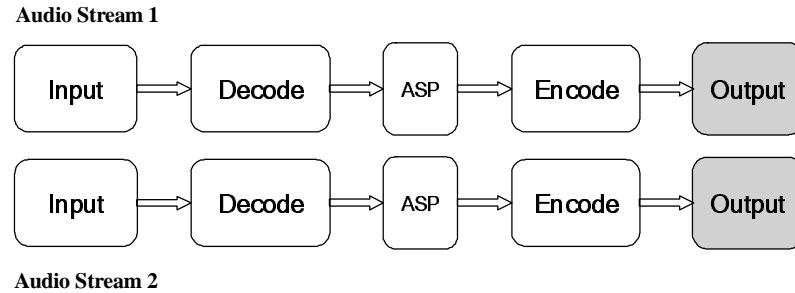 Audio Stream 1
Input Decode ASP Encode Output
Input Decode ASP Encode Output
Audio Stream 2